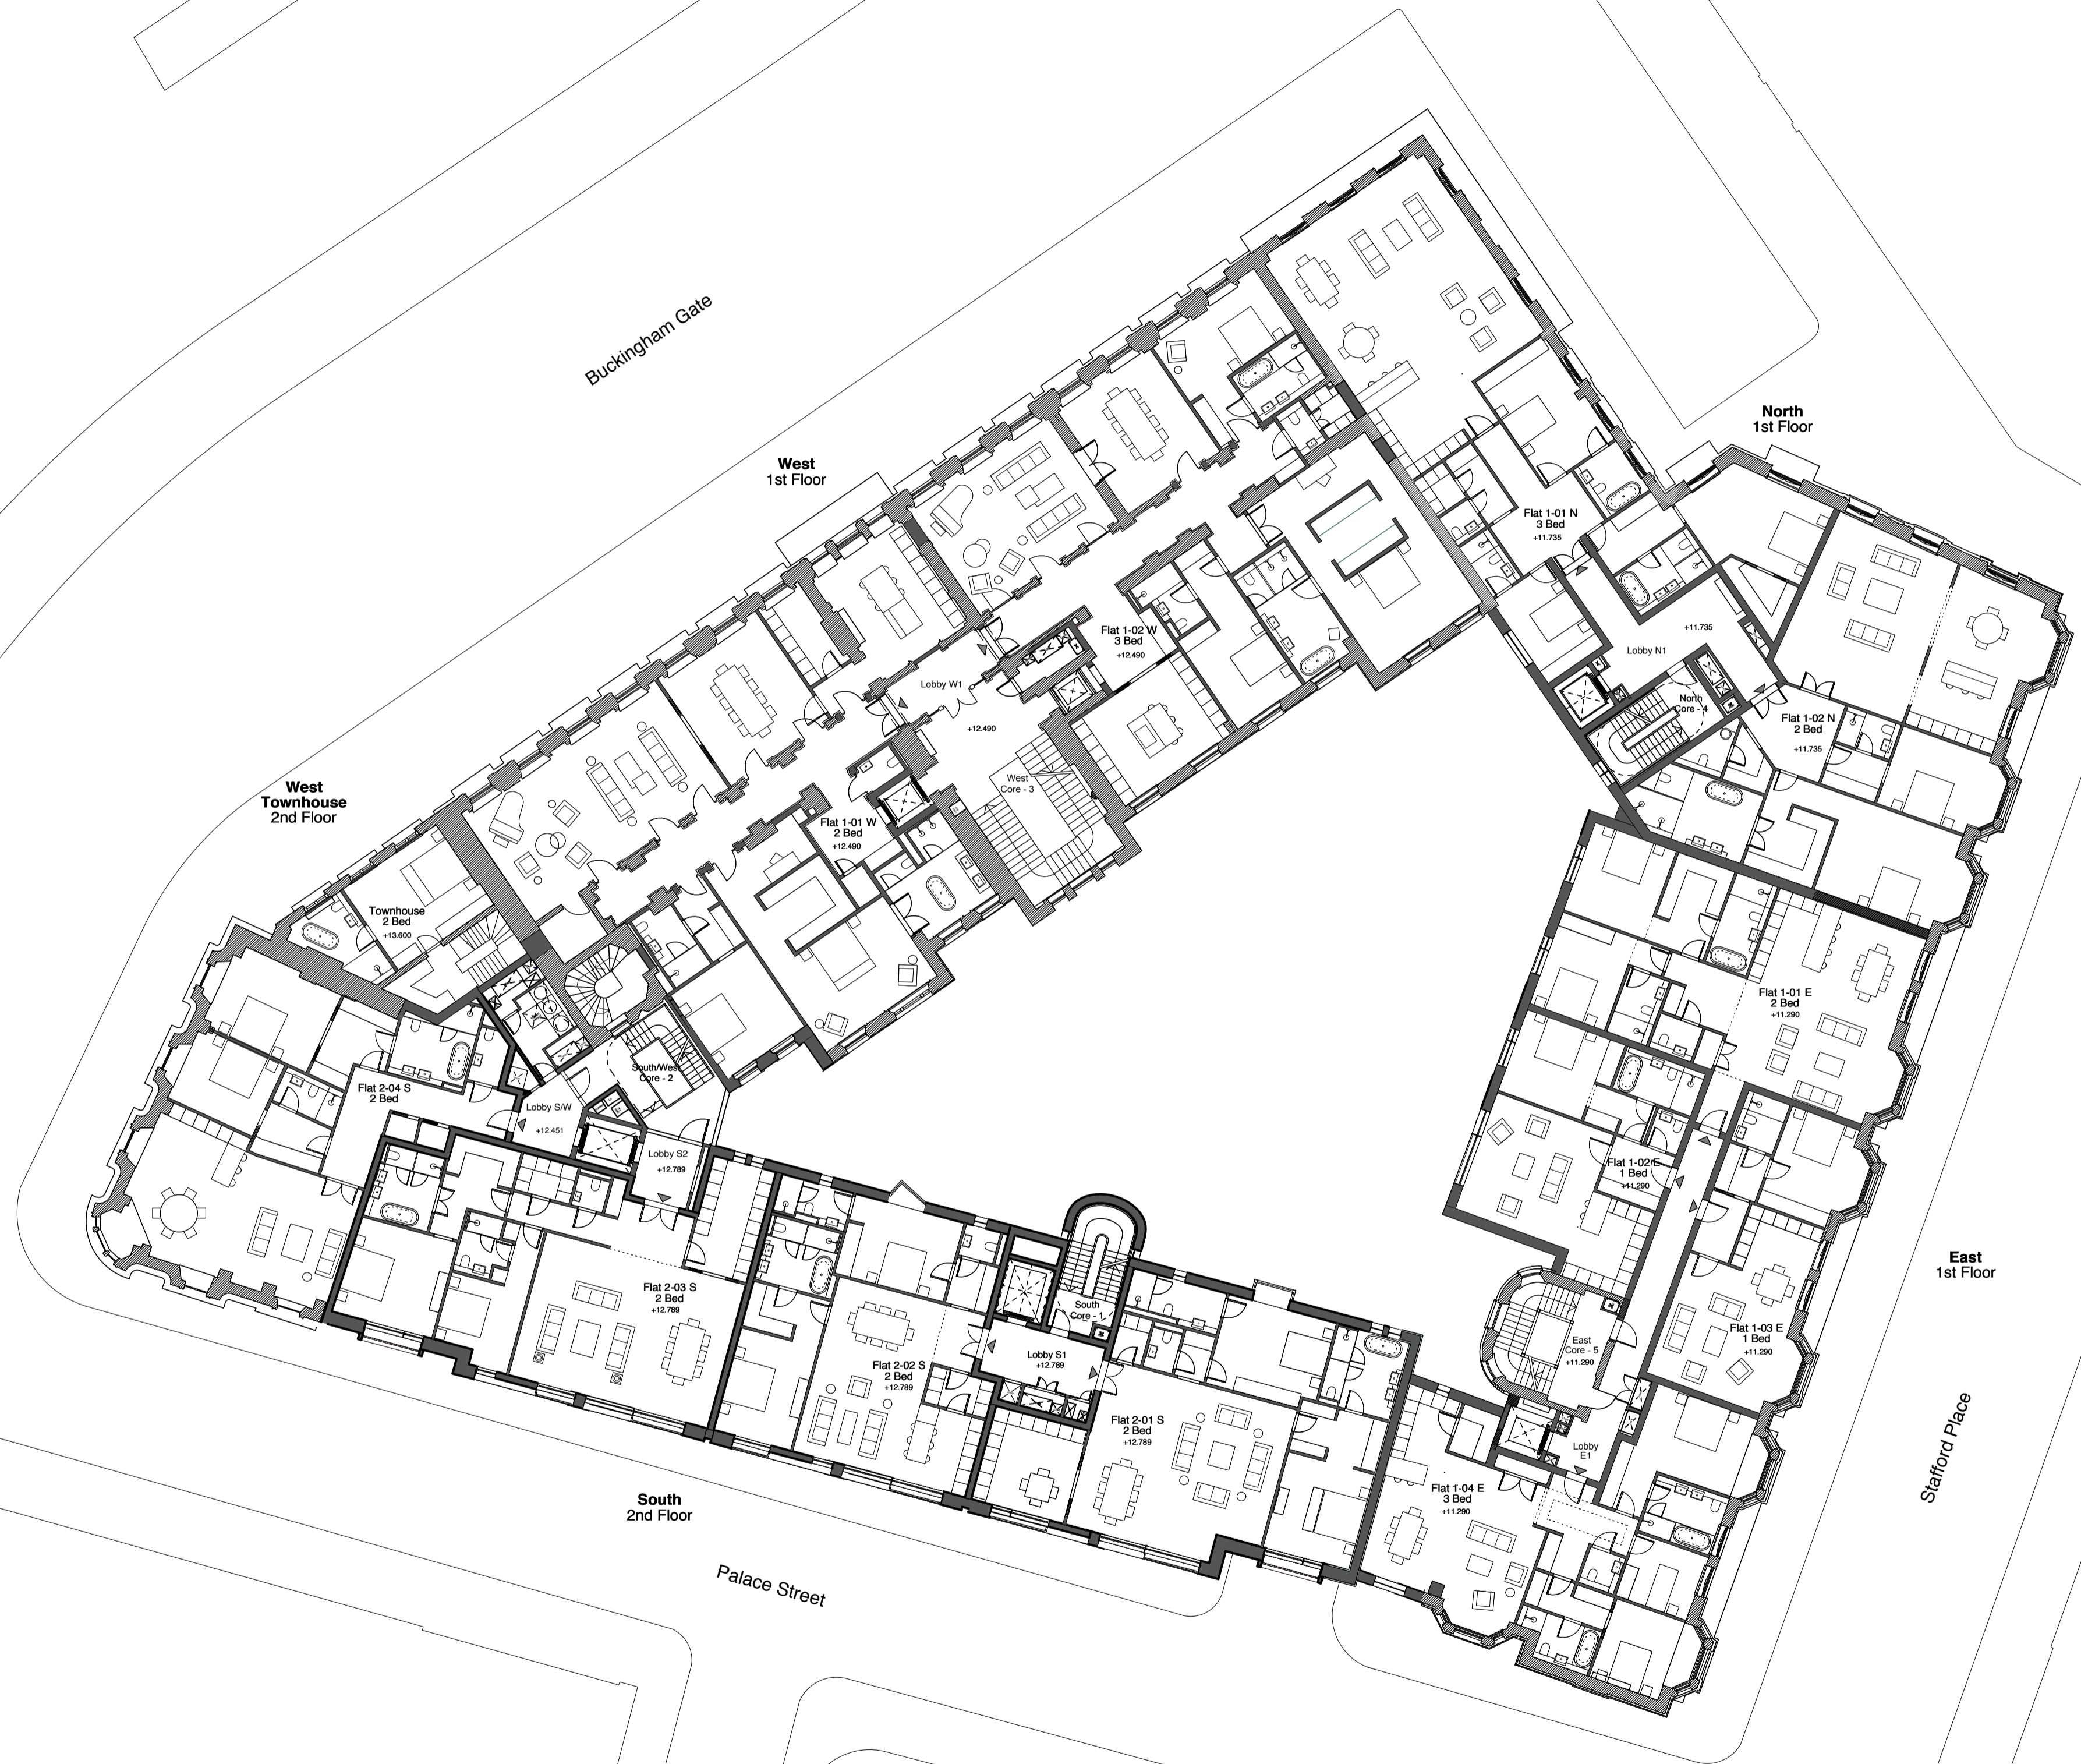 Buckingham Gate
North
1st Floor
West
1st Floor
Flat 1-01 N
3 Bed
+11.735
+11.735
Lobby N1
Flat 1-02 W
3 Bed
+12.490
Lobby W1
+12.490
North
Core - 4
Flat 1-02 N
2 Bed
+11.735
West
Core - 3
West
Townhouse
2nd Floor
Flat 1-01 W
2 Bed
+12.490
Townhouse
2 Bed
+13.600
Flat 1-01 E
2 Bed
+11.290
South/West
Core - 2
Flat 2-04 S
2 Bed
Lobby S/W
+12.451
Lobby S2
+12.789
Flat 1-02 E
1 Bed
+11.290
East
1st Floor
Flat 2-03 S
2 Bed
+12.789
South
Core - 1
Flat 1-03 E
1 Bed
+11.290
East
Core - 5
+11.290
Lobby S1
+12.789
Flat 2-02 S
2 Bed
+12.789
Flat 2-01 S
2 Bed
+12.789
Lobby
E1
Stafford Place
Flat 1-04 E
3 Bed
+11.290
South
2nd Floor
Palace Street